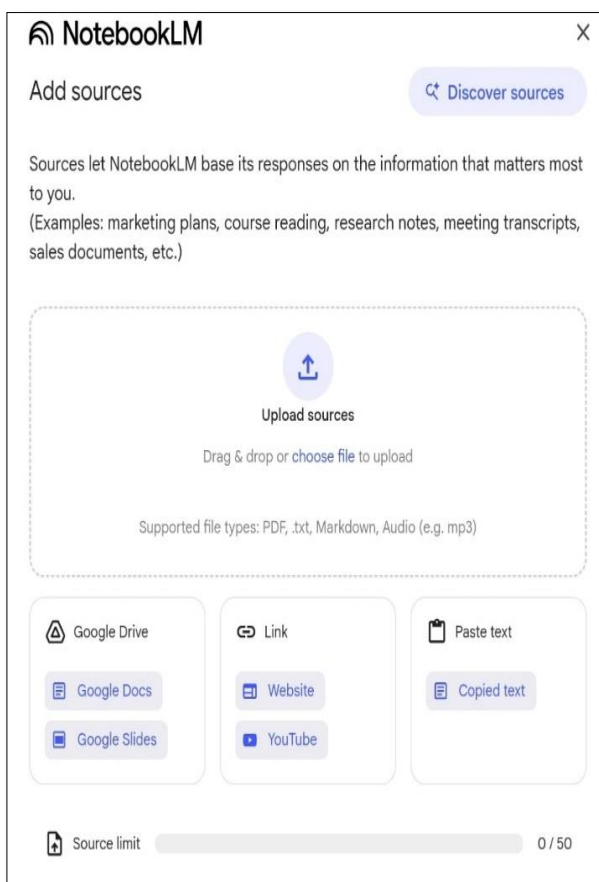 NotebookLM
Add sources
Discover sources
Sources let NotebookLM base its responses on the information that matters most
to you.
(Examples: marketing plans, course reading, research notes, meeting transcripts,
sales documents, etc.)
Upload sources
Drag & drop or choose file to upload
Supported file types: PDF, .txt, Markdown, Audio (e.g. mp3)
Google Drive
Google Docs
Google Slides
Link
Website
YouTube
Paste text
Copied text
Source limit
0 / 50